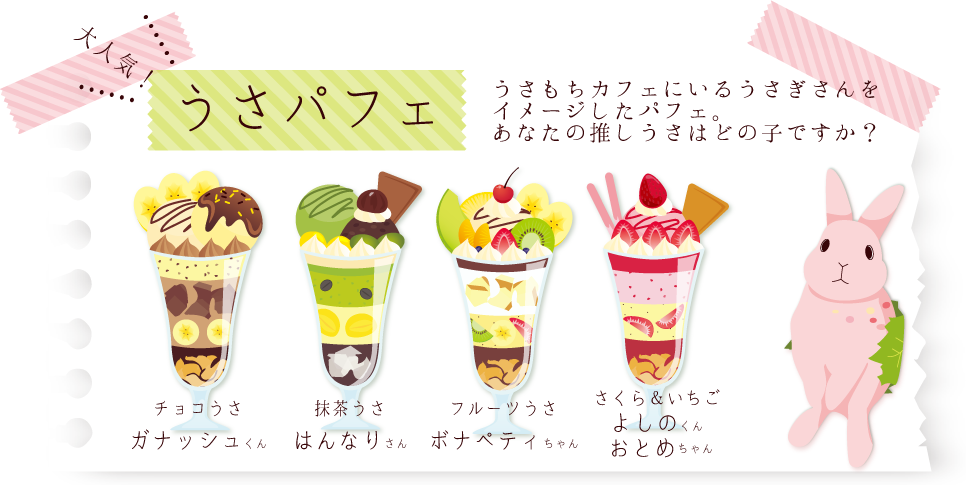 大人気！
うさパフェ
うさもちカフェにいるうさぎさんを
イメージしたパフェ。
あなたの推しうさはどの子ですか？
チョコうさ
ガナッシュくん
抹茶うさ
はんなりさん
フルーツうさ
ボナペティちゃん
さくら＆いちご
よしのくん
おとめちゃん